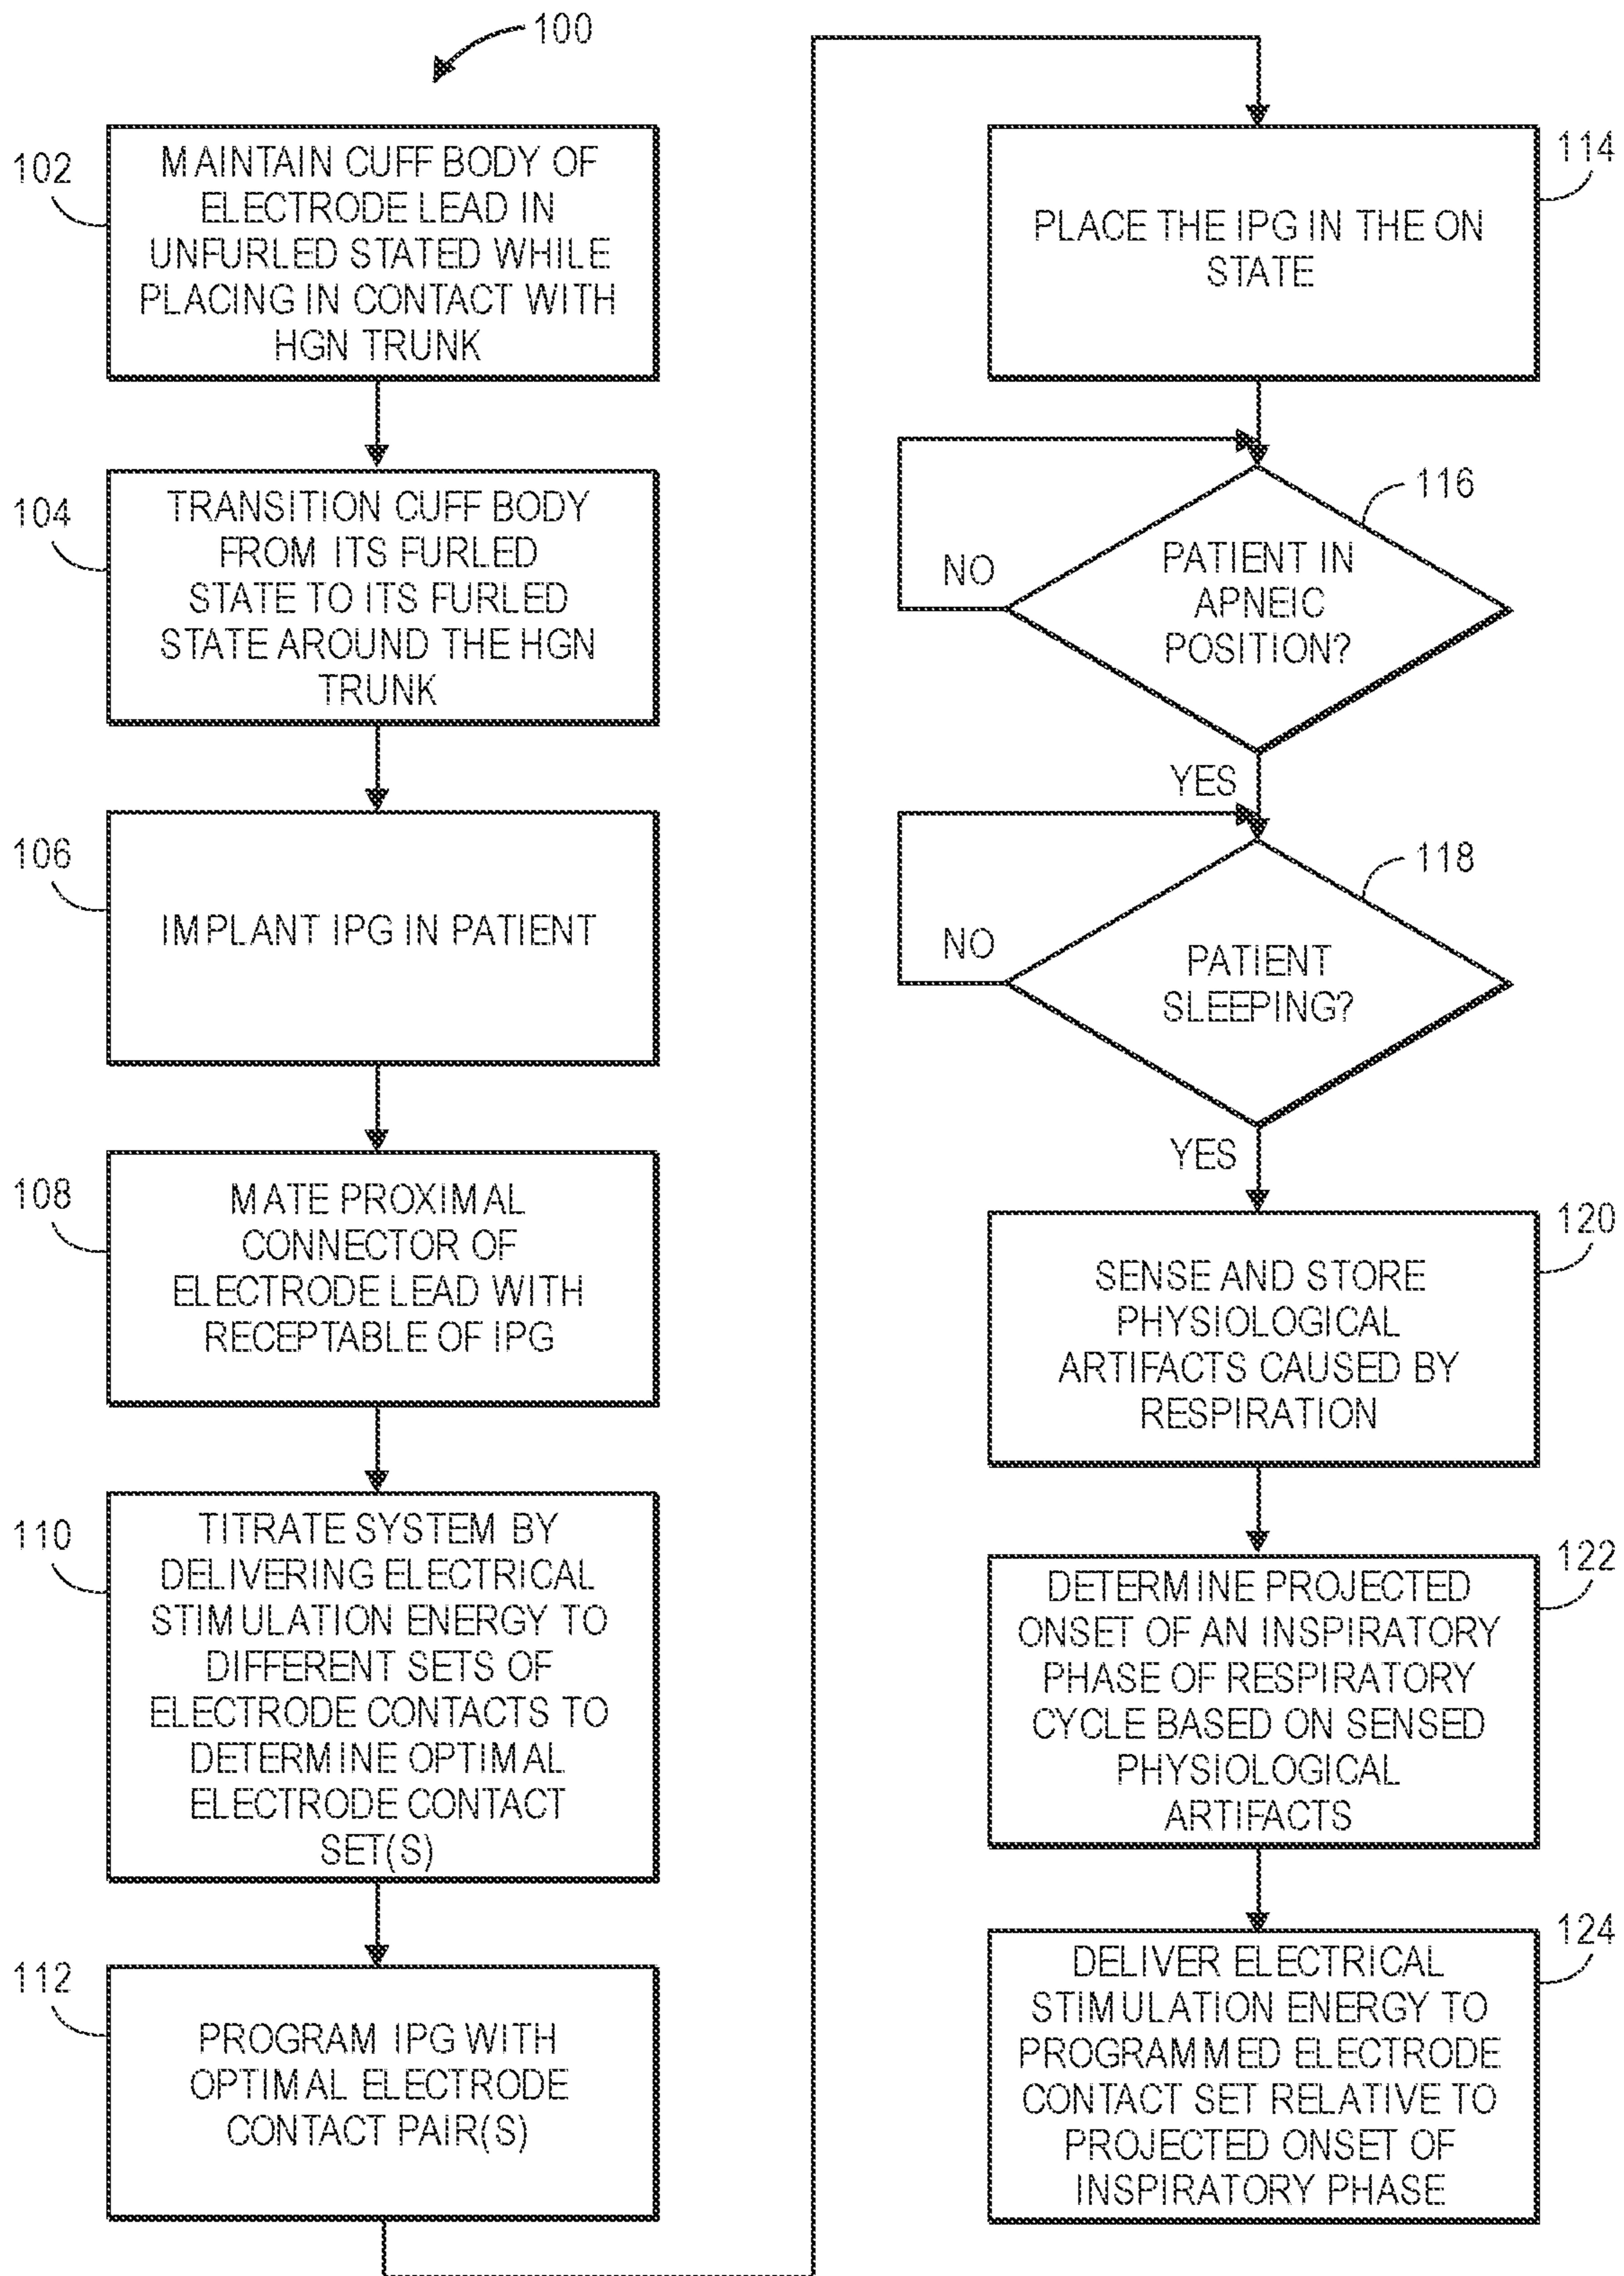 100
102
MAINTAIN CUFF BODY OF
ELECTRODE LEAD IN
UNFURLED STATED WHILE
PLACING IN CONTACT WITH
HGN TRUNK
104
TRANSITION CUFF BODY
FROM ITS FURLED
STATE TO ITS FURLED
STATE AROUND THE HGN
TRUNK
106
IMPLANT IPG IN PATIENT
108
MATE PROXIMAL
CONNECTOR OF
ELECTRODE LEAD WITH
RECEPTABLE OF IPG
110
TITRATE SYSTEM BY
DELIVERING ELECTRICAL
STIMULATION ENERGY TO
DIFFERENT SETS OF
ELECTRODE CONTACTS TO
DETERMINE OPTIMAL
ELECTRODE CONTACT
SET(S)
112
PROGRAM IPG WITH
OPTIMAL ELECTRODE
CONTACT PAIR(S)
114
PLACE THE IPG IN THE ON
STATE
116
PATIENT IN
APNEIC
POSITION?
NO
YES
118
PATIENT
SLEEPING?
NO
YES
120
SENSE AND STORE
PHYSIOLOGICAL
ARTIFACTS CAUSED BY
RESPIRATION
122
DETERMINE PROJECTED
ONSET OF AN INSPIRATORY
PHASE OF RESPIRATORY
CYCLE BASED ON SENSED
PHYSIOLOGICAL
ARTIFACTS
124
DELIVER ELECTRICAL
STIMULATION ENERGY TO
PROGRAMMED ELECTRODE
CONTACT SET RELATIVE TO
PROJECTED ONSET OF
INSPIRATORY PHASE